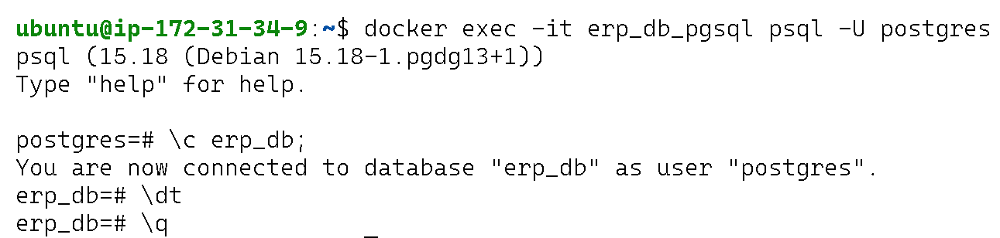 ubuntu@ip-172-31-34-9:~$ docker exec -it erp_db_pgsql psql -U postgres
psql (15.18 (Debian 15.18-1.pgdg13+1))
Type "help" for help.
postgres=# \c erp_db;
You are now connected to database "erp_db" as user "postgres".
erp_db=# \dt
erp_db=# \q